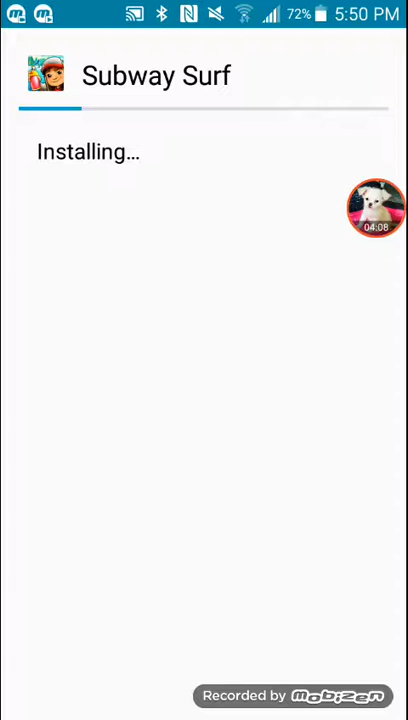 72% 5:50 PM
Subway Surf
Installing...
04:08
Recorded by mobizen